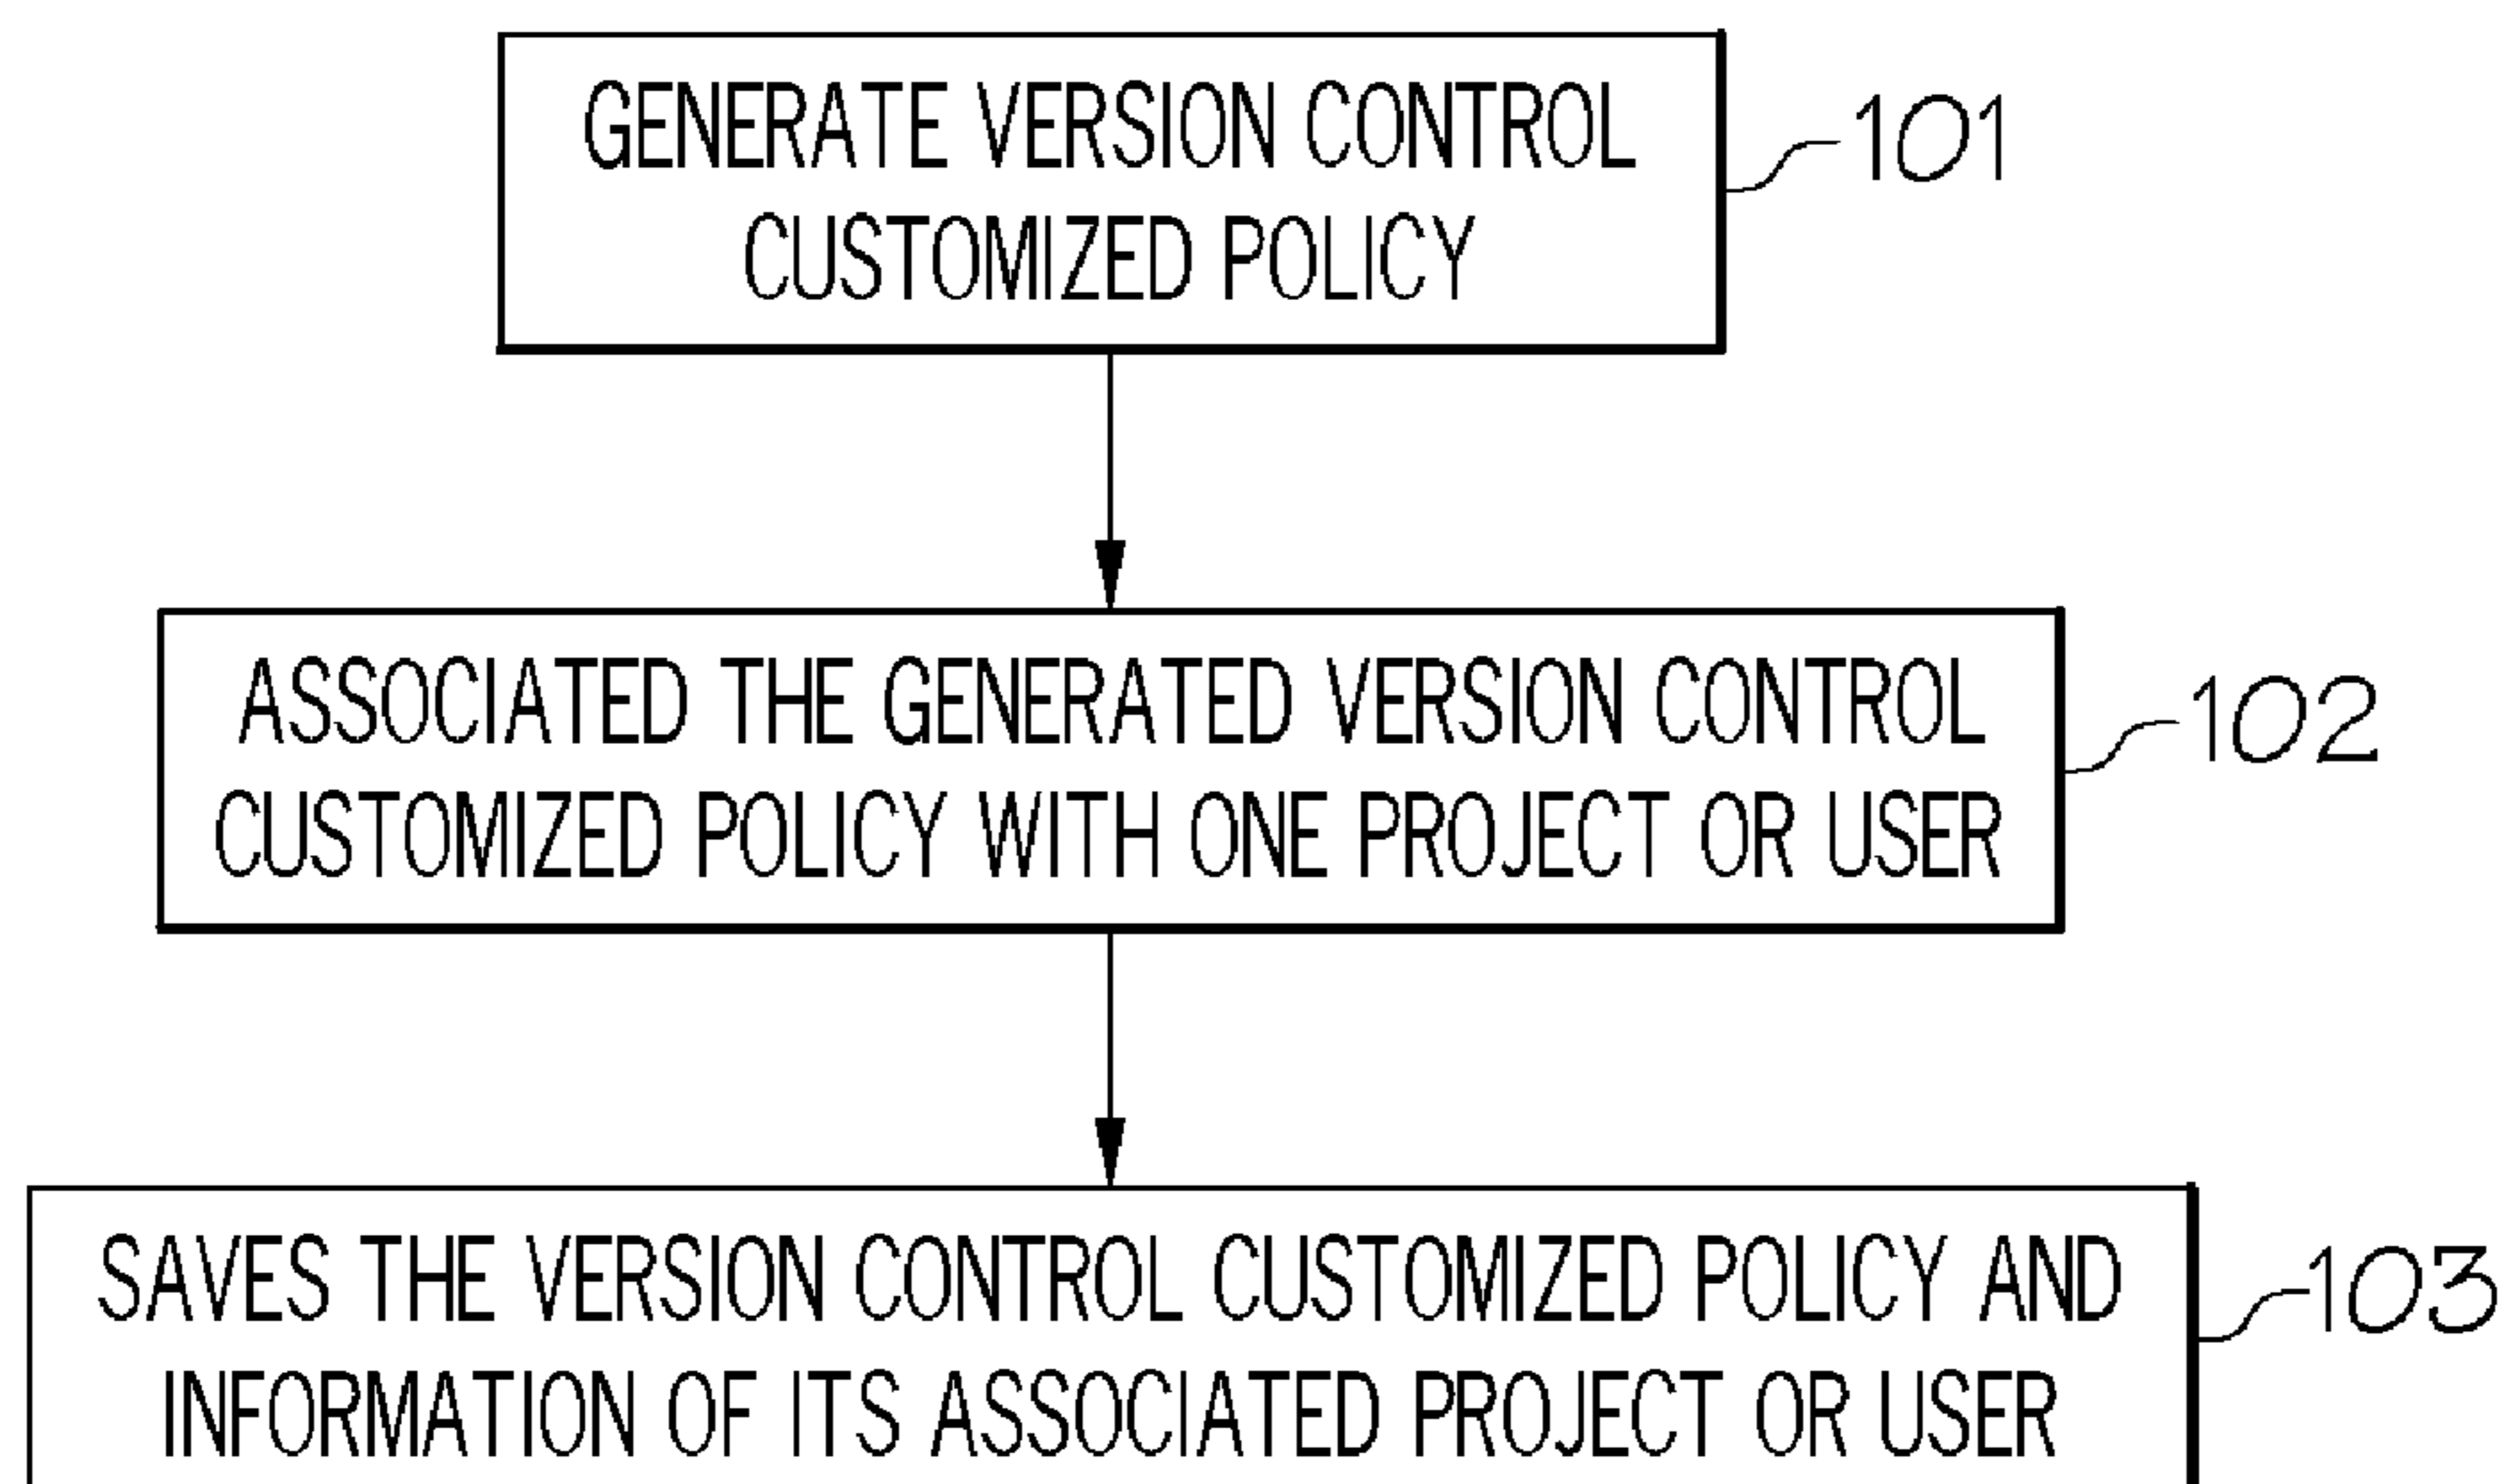 GENERATE VERSION CONTROL
CUSTOMIZED POLICY
101
ASSOCIATED THE GENERATED VERSION CONTROL
CUSTOMIZED POLICY WITH ONE PROJECT OR USER
102
SAVES THE VERSION CONTROL CUSTOMIZED POLICY AND
INFORMATION OF ITS ASSOCIATED PROJECT OR USER
103